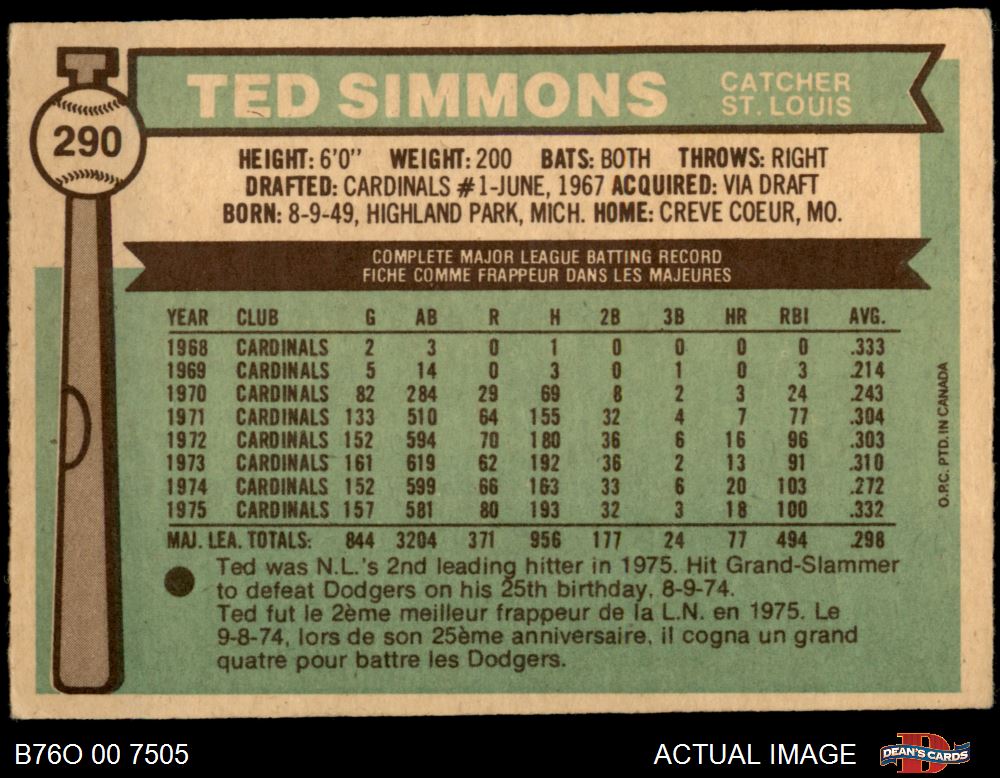 TED SIMMONS CATCHER
ST. LOUIS
290
HEIGHT: 6'0" WEIGHT: 200 BATS: BOTH THROWS: RIGHT
DRAFTED: CARDINALS #1-JUNE, 1967 ACQUIRED: VIA DRAFT
BORN: 8-9-49, HIGHLAND PARK, MICH. HOME: CREVE COEUR, MO.
COMPLETE MAJOR LEAGUE BATTING RECORD
FICHE COMME FRAPPEUR DANS LES MAJEURES
YEAR CLUB G AB R H 2B 3B HR RBI AVG.
1968 CARDINALS 2 3 0 1 0 0 0 0 .333
1969 CARDINALS 5 14 0 3 0 1 0 3 .214
1970 CARDINALS 82 284 29 69 8 2 3 24 .243
1971 CARDINALS 133 510 64 155 32 4 7 77 .304
1972 CARDINALS 152 594 70 180 36 6 16 96 .303
1973 CARDINALS 161 619 62 192 36 2 13 91 .310
1974 CARDINALS 152 599 66 163 33 6 20 103 .272
1975 CARDINALS 157 581 80 193 32 3 18 100 .332
MAJ. LEA. TOTALS: 844 3204 371 956 177 24 77 494 .298
Ted was N.L.'s 2nd leading hitter in 1975. Hit Grand-Slammer
to defeat Dodgers on his 25th birthday, 8-9-74.
Ted fut le 2ème meilleur frappeur de la L.N. en 1975. Le
9-8-74, lors de son 25ème anniversaire, il cogna un grand
quatre pour battre les Dodgers.
O.P.C. PTD. IN CANADA
B76O 00 7505 ACTUAL IMAGE DEAN'S CARDS